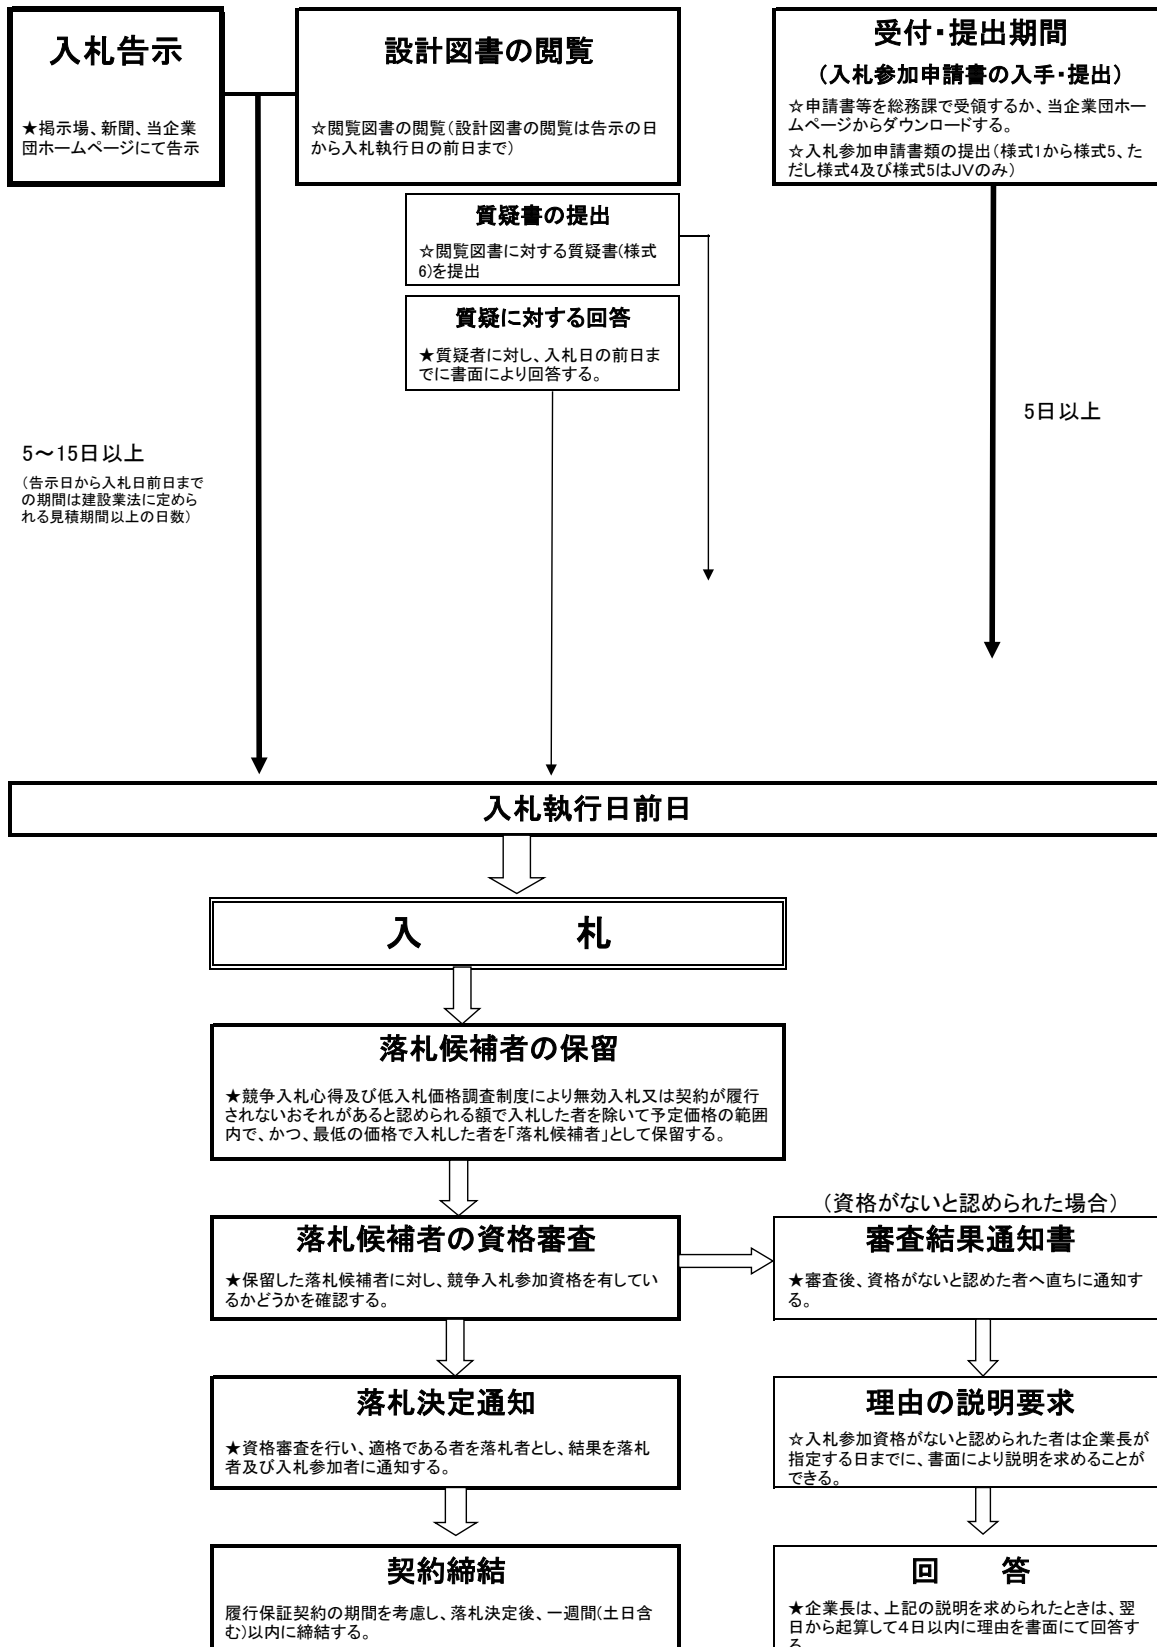 入札告示
★掲示場、新聞、当企業
団ホームページにて告示
設計図書の閲覧
☆閲覧図書の閲覧(設計図書の閲覧は告示の日
から入札執行日の前日まで)
受付・提出期間
(入札参加申請書の入手・提出)
☆申請書等を総務課で受領するか、当企業団ホー
ムページからダウンロードする。
☆入札参加申請書類の提出(様式1から様式5、た
だし様式4及び様式5はJVのみ)
質疑書の提出
☆閲覧図書に対する質疑書(様式
6)を提出
質疑に対する回答
★質疑者に対し、入札日の前日ま
でに書面により回答する。
5日以上
5～15日以上
(告示日から入札日前日まで
の期間は建設業法に定めら
れる見積期間以上の日数)
入札執行日前日
入　　　札
落札候補者の保留
★競争入札心得及び低入札価格調査制度により無効入札又は契約が履行
されないおそれがあると認められる額で入札した者を除いて予定価格の範囲
内で、かつ、最低の価格で入札した者を「落札候補者」として保留する。
落札候補者の資格審査
★保留した落札候補者に対し、競争入札参加資格を有してい
るかどうかを確認する。
(資格がないと認められた場合)
審査結果通知書
★審査後、資格がないと認めた者へ直ちに通知す
る。
落札決定通知
★資格審査を行い、適格である者を落札者とし、結果を落札
者及び入札参加者に通知する。
理由の説明要求
☆入札参加資格がないと認められた者は企業長が
指定する日までに、書面により説明を求めることが
できる。
契約締結
履行保証契約の期間を考慮し、落札決定後、一週間(土日含
む)以内に締結する。
回　　答
★企業長は、上記の説明を求められたときは、翌
日から起算して4日以内に理由を書面にて回答す
る